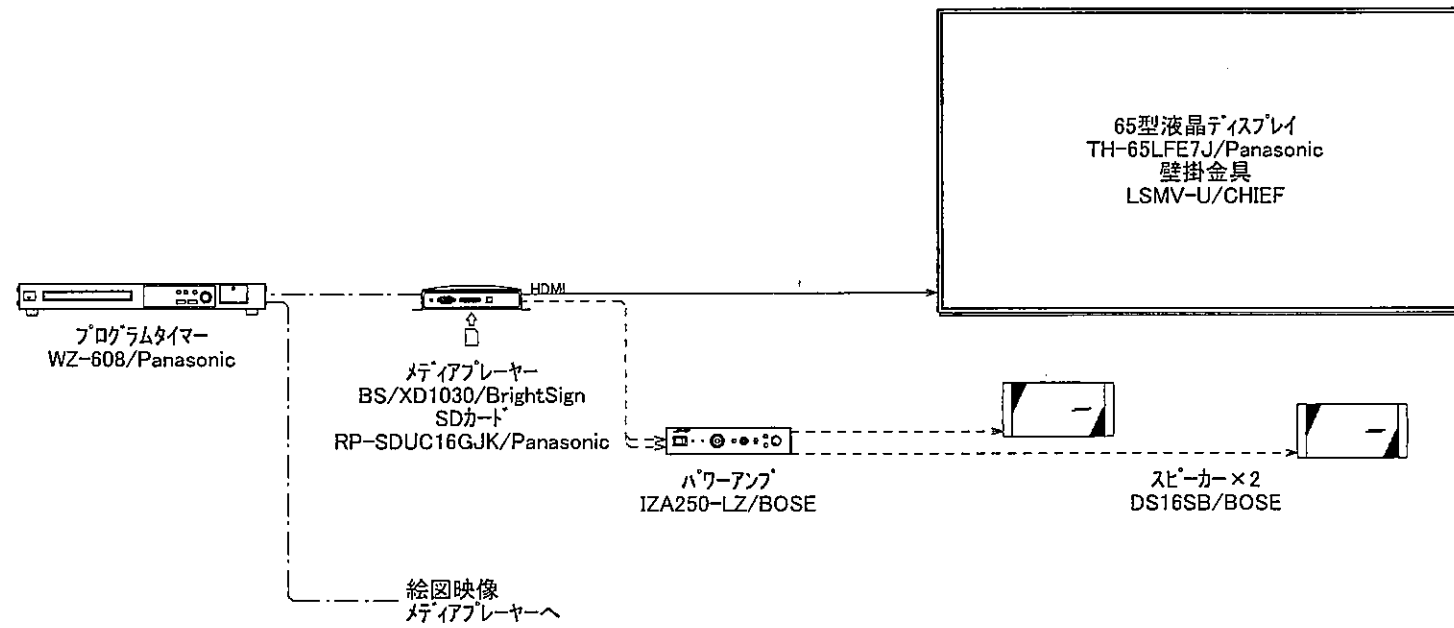 65型液晶ディスプレイ
TH-65LFE7J/Panasonic
壁掛金具
LSMV-U/CHIEF
HDMI
プログラムタイマー
WZ-608/Panasonic
メディアプレーヤー
BS/XD1030/BrightSign
SDカード
RP-SDUC16GJK/Panasonic
パワーアンプ
IZA250-LZ/BOSE
スピーカー×2
DS16SB/BOSE
絵図映像
メディアプレーヤーへ